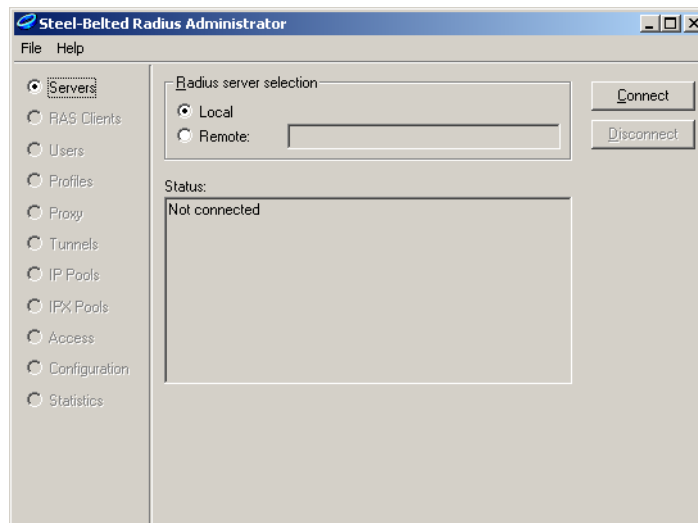 Steel-Belted Radius Administrator
File Help
Servers
RAS Clients
Users
Profiles
Proxy
Tunnels
IP Pools
IPX Pools
Access
Configuration
Statistics
Radius server selection
Local
Remote:
Connect
Disconnect
Status:
Not connected